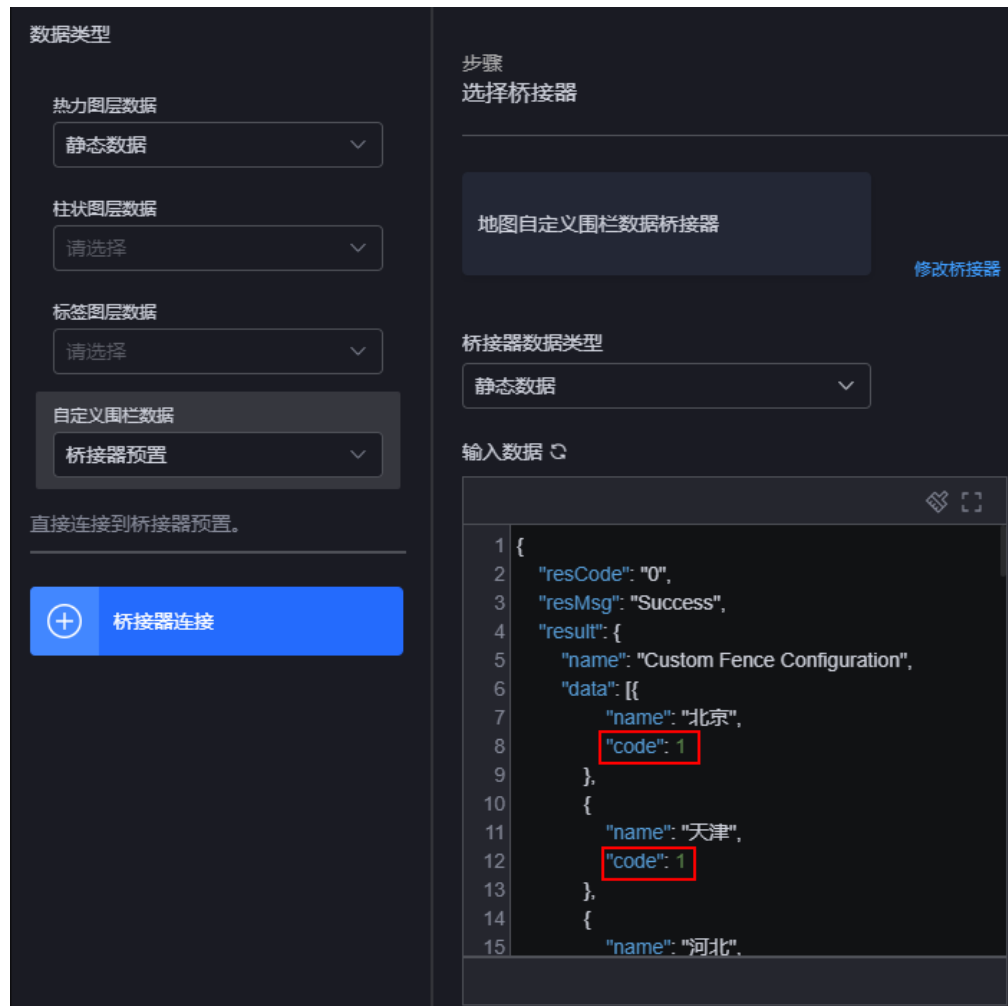 数据类型
热力图层数据
静态数据
柱状图层数据
请选择
标签图层数据
请选择
自定义围栏数据
桥接器预置
直接连接到桥接器预置。
桥接器连接
步骤
选择桥接器
地图自定义围栏数据桥接器
修改桥接器
桥接器数据类型
静态数据
输入数据
1 {
2 "resCode": "0",
3 "resMsg": "Success",
4 "result": {
5 "name": "Custom Fence Configuration",
6 "data": [{
7 "name": "北京",
8 "code": 1
9 },
10 {
11 "name": "天津",
12 "code": 1
13 },
14 {
15 "name": "河北",